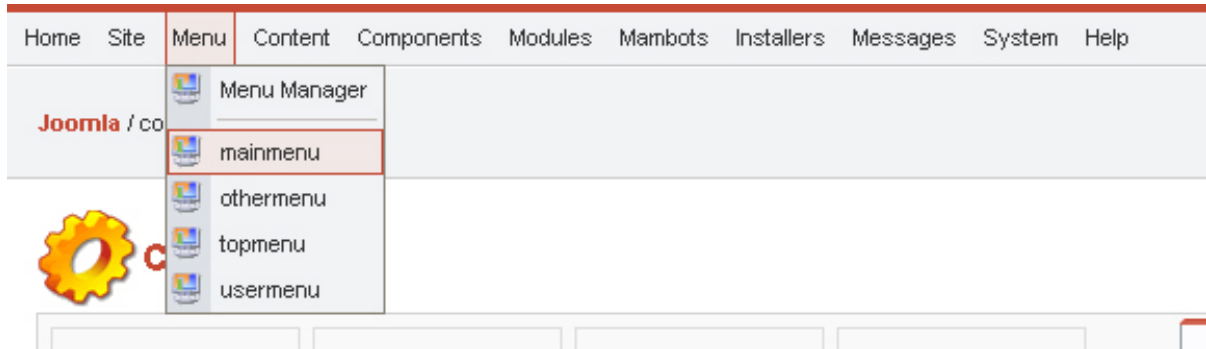 Home Site Menu Content Components Modules Mambots Installers Messages System Help
Menu Manager
Joomla / co
mainmenu
othermenu
C
topmenu
usermenu